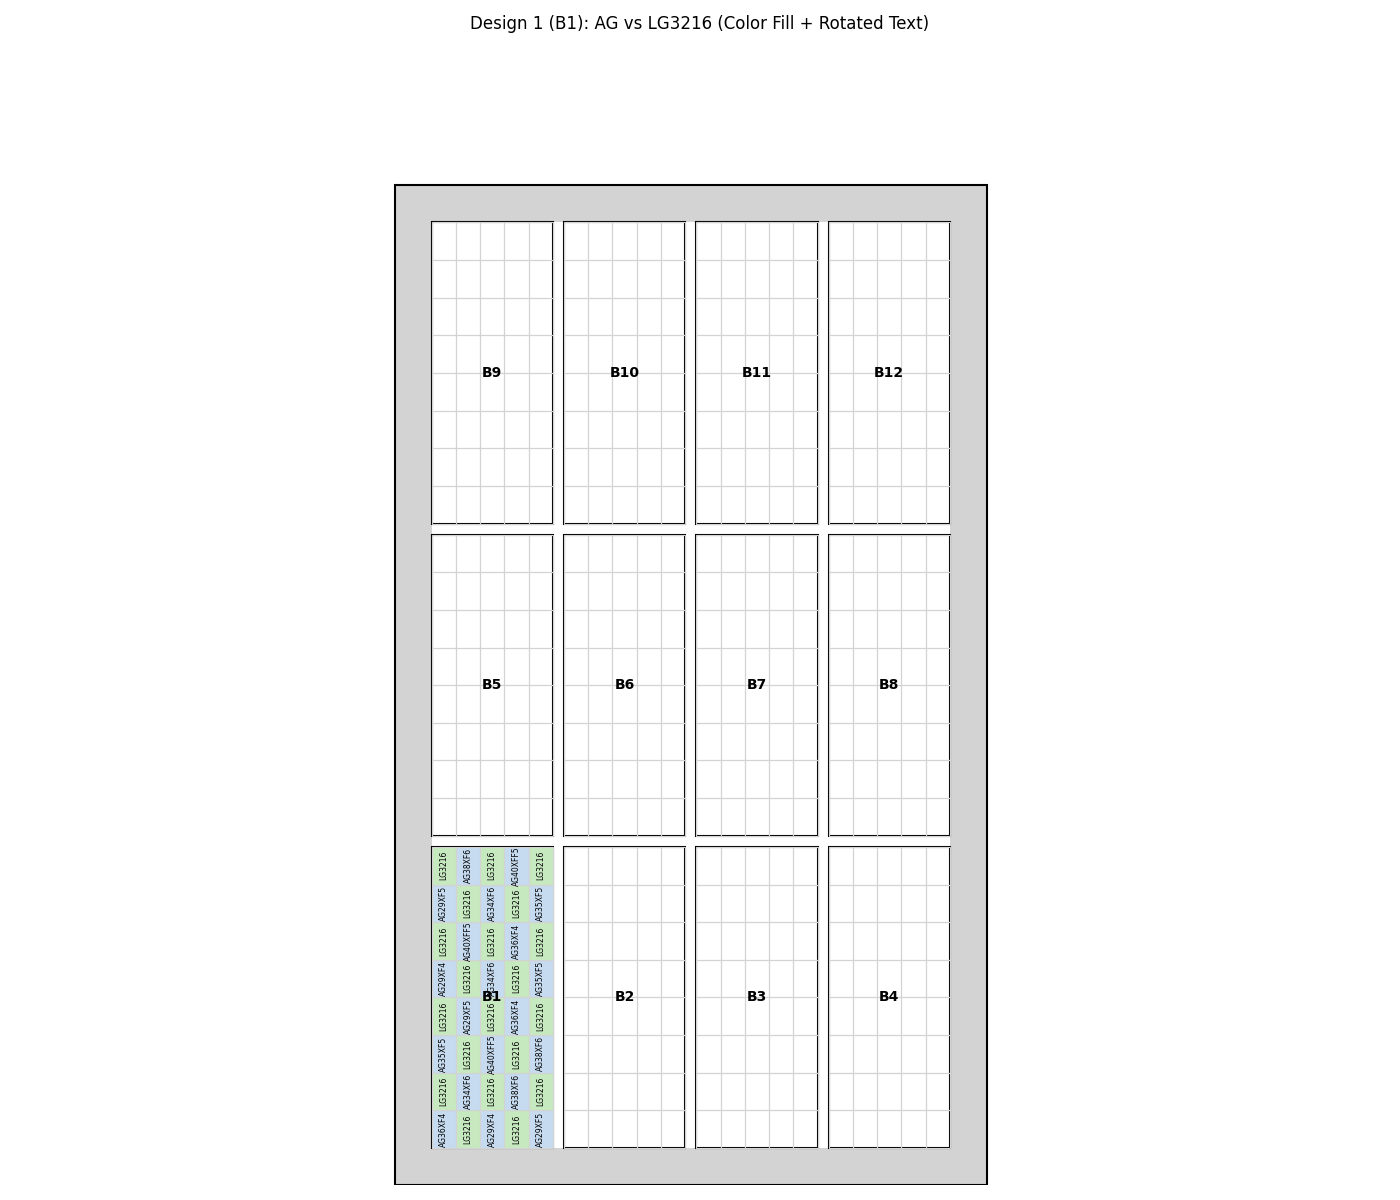 Design 1 (B1): AG vs LG3216 (Color Fill + Rotated Text)
B9 B10 B11 B12
B5 B6 B7 B8
LG3216 AG38XF6 LG3216 AG40XFF5 LG3216
AG29XF5 LG3216 AG34XF6 LG3216 AG35XF5
LG3216 AG40XFF5 LG3216 AG36XF4 LG3216
AG29XF4 LG3216 AG34XF6 LG3216 AG35XF5
B1 B2 B3 B4
LG3216 AG29XF5 LG3216 AG36XF4 LG3216
AG35XF5 LG3216 AG40XFF5 LG3216 AG38XF6
LG3216 AG34XF6 LG3216 AG38XF6 LG3216
AG36XF4 LG3216 AG29XF4 LG3216 AG29XF5